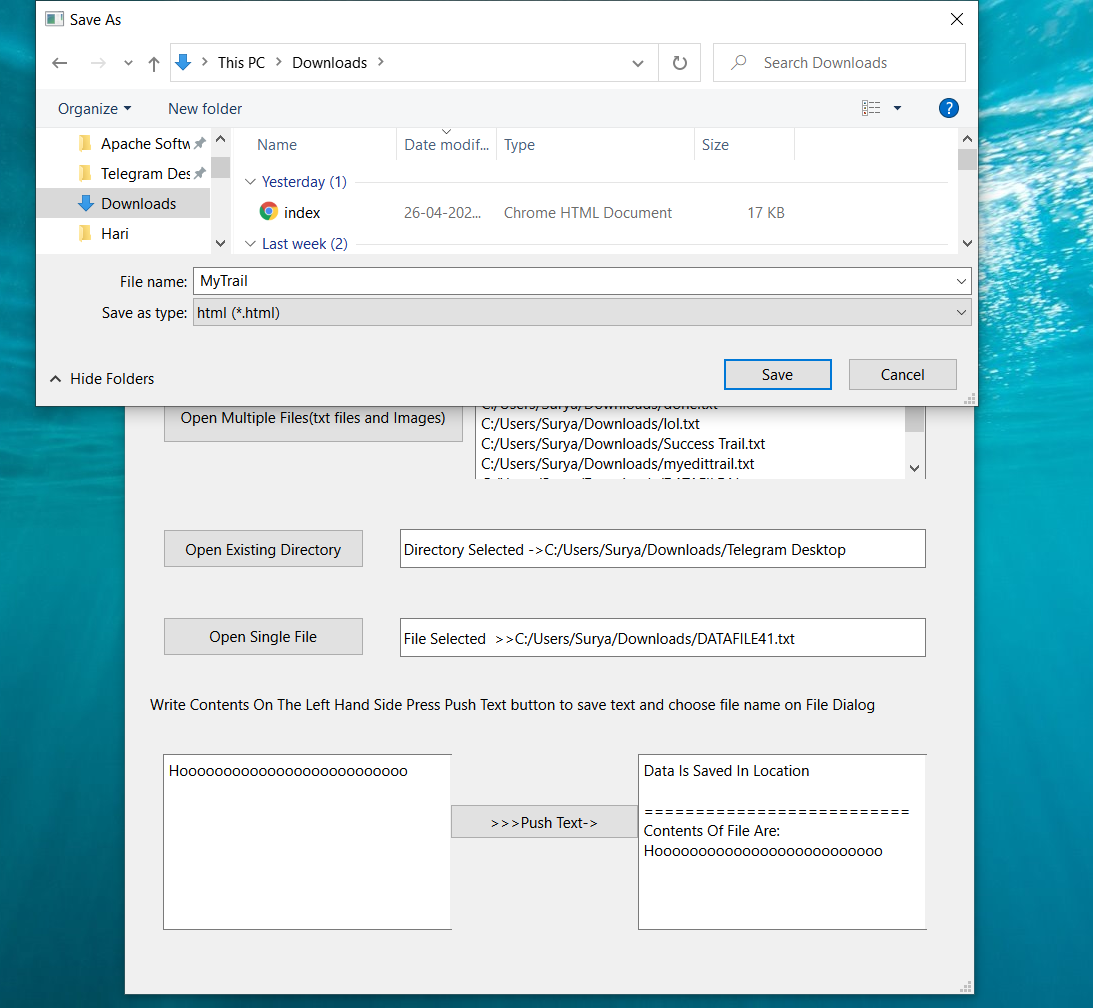 Save As
This PC
Downloads
Search Downloads
Organize
New folder
?
Apache Softw
Telegram Des
Downloads
Hari
Name
Date modif...
Type
Size
Yesterday (1)
index
26-04-202...
Chrome HTML Document
17 KB
Last week (2)
File name:
MyTrail
Save as type:
html (*.html)
Hide Folders
Save
Cancel
Open Multiple Files(txt files and Images)
C:/Users/Surya/Downloads/done.txt
C:/Users/Surya/Downloads/lol.txt
C:/Users/Surya/Downloads/Success Trail.txt
C:/Users/Surya/Downloads/myedittrail.txt
Open Existing Directory
Directory Selected ->C:/Users/Surya/Downloads/Telegram Desktop
Open Single File
File Selected >>C:/Users/Surya/Downloads/DATAFILE41.txt
Write Contents On The Left Hand Side Press Push Text button to save text and choose file name on File Dialog
Hoooooooooooooooooooooooooo
>>>Push Text->
Data Is Saved In Location
==========================
Contents Of File Are:
Hoooooooooooooooooooooooooo